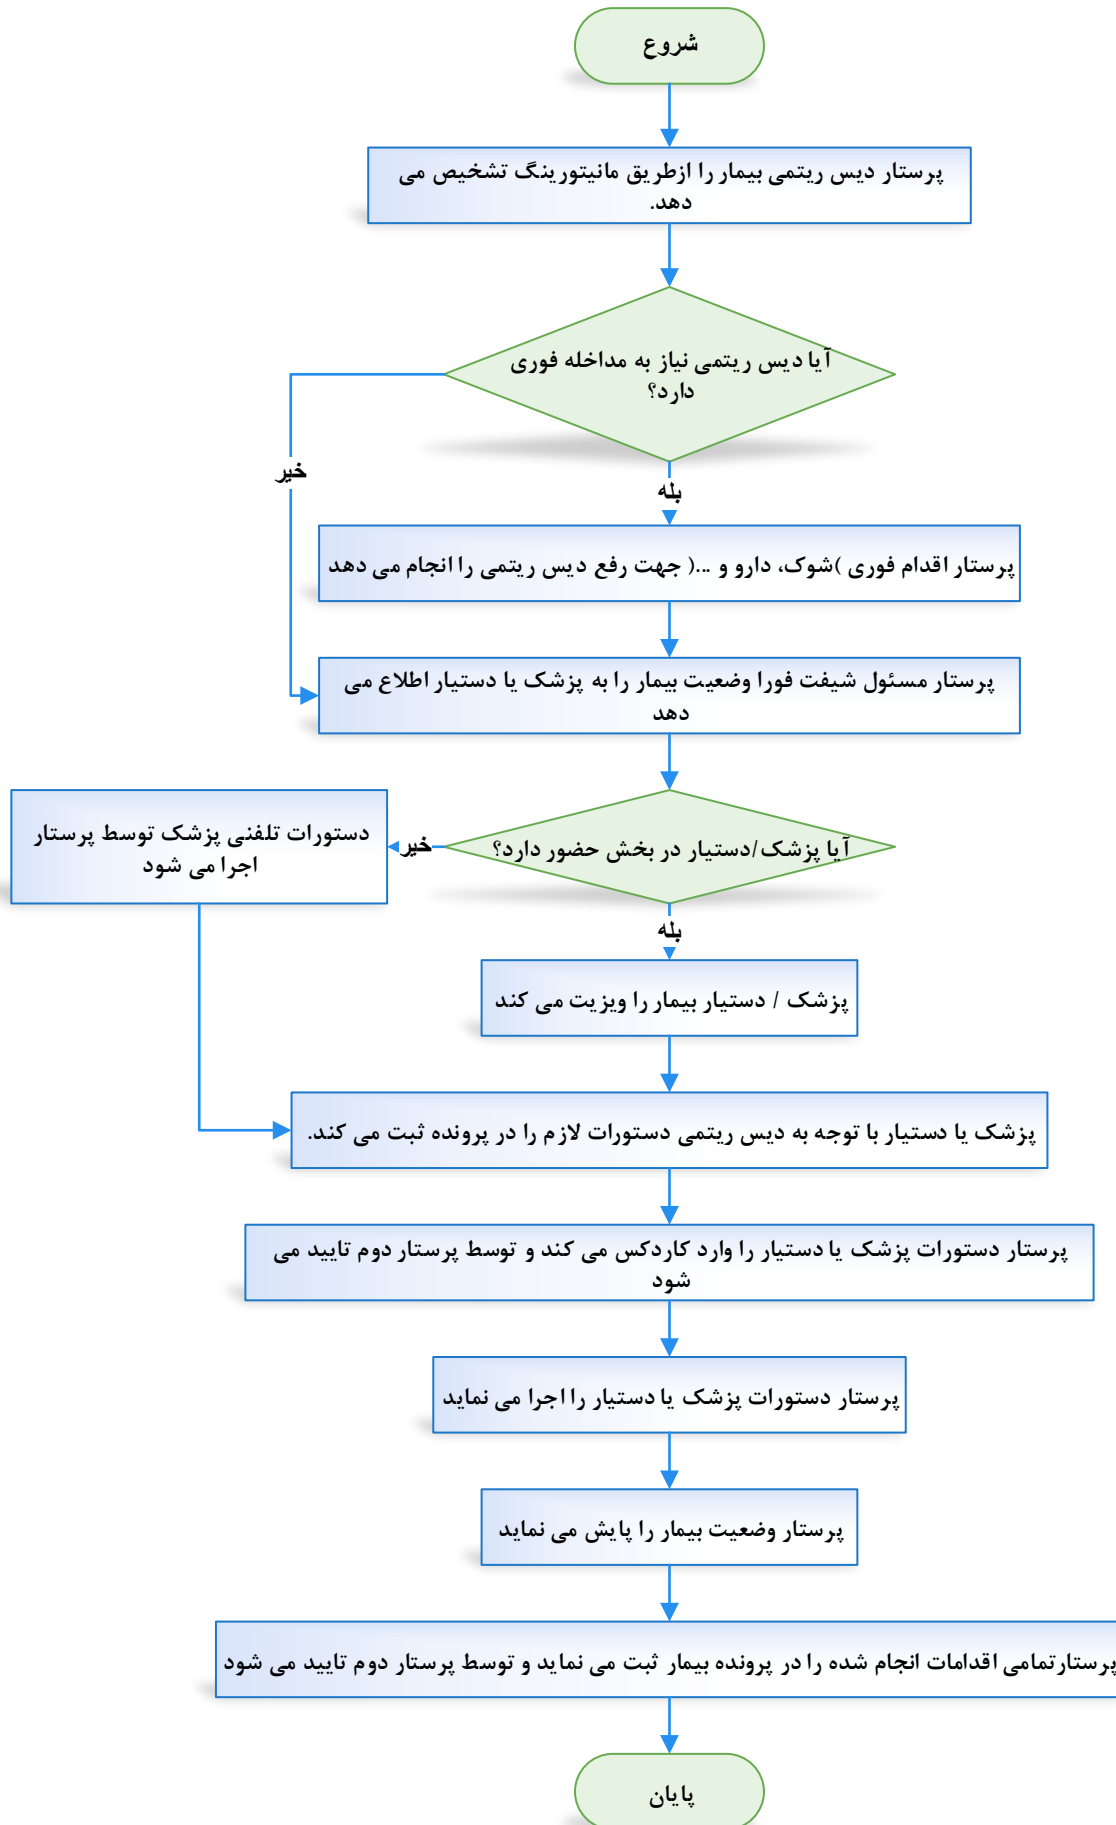 شروع
پرستار دیس ریتمی بیمار را ازطریق مانیتورینگ تشخیص می
دهد.
آیا دیس ریتمی نیاز به مداخله فوری
دارد؟
خیر
بله
پرستار اقدام فوری )شوک، دارو و ...( جهت رفع دیس ریتمی را انجام می دهد
پرستار مسئول شیفت فورا وضعیت بیمار را به پزشک یا دستیار اطلاع می
دهد
آیا پزشک/دستیار در بخش حضور دارد؟
خیر
دستورات تلفنی پزشک توسط پرستار
اجرا می شود
بله
پزشک / دستیار بیمار را ویزیت می کند
پزشک یا دستیار با توجه به دیس ریتمی دستورات لازم را در پرونده ثبت می کند.
پرستار دستورات پزشک یا دستیار را وارد کاردکس می کند و توسط پرستار دوم تایید می
شود
پرستار دستورات پزشک یا دستیار را اجرا می نماید
پرستار وضعیت بیمار را پایش می نماید
پرستارتمامی اقدامات انجام شده را در پرونده بیمار ثبت می نماید و توسط پرستار دوم تایید می شود
پایان